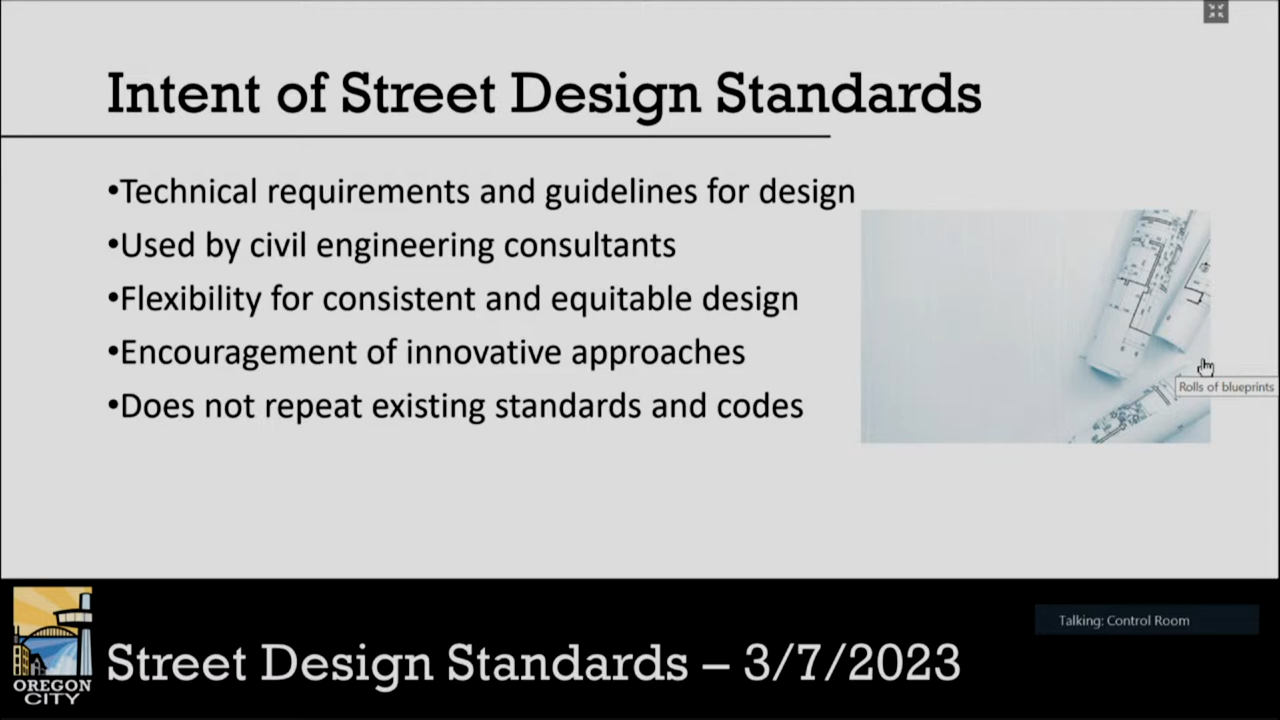 Intent of Street Design Standards
•Technical requirements and guidelines for design
•Used by civil engineering consultants
•Flexibility for consistent and equitable design
•Encouragement of innovative approaches
•Does not repeat existing standards and codes
Rolls of blueprints
Talking: Control Room
Street Design Standards – 3/7/2023
OREGON
CITY